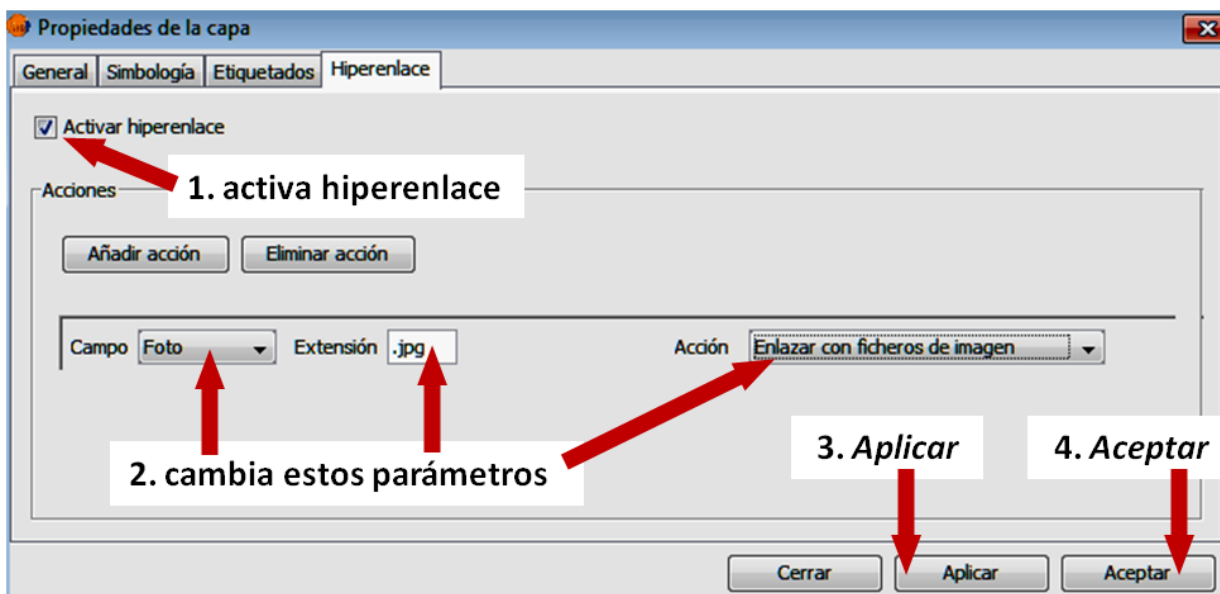 Propiedades de la capa
General Simbología Etiquetados Hiperenlace
Activar hiperenlace
1. activa hiperenlace
Acciones
Añadir acción Eliminar acción
Campo Foto Extensión .jpg Acción Enlazar con ficheros de imagen
2. cambia estos parámetros
3. Aplicar
4. Aceptar
Cerrar Aplicar Aceptar